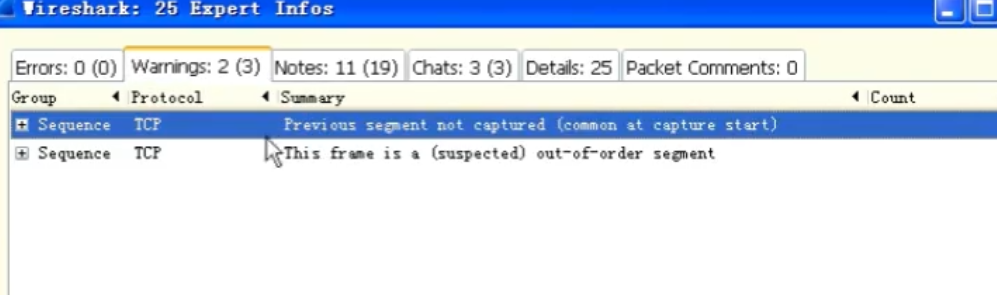 Wireshark: 25 Expert Infos
Errors: 0 (0) Warnings: 2 (3) Notes: 11 (19) Chats: 3 (3) Details: 25 Packet Comments: 0
Group Protocol Summary Count
Sequence TCP Previous segment not captured (common at capture start)
Sequence TCP This frame is a (suspected) out-of-order segment